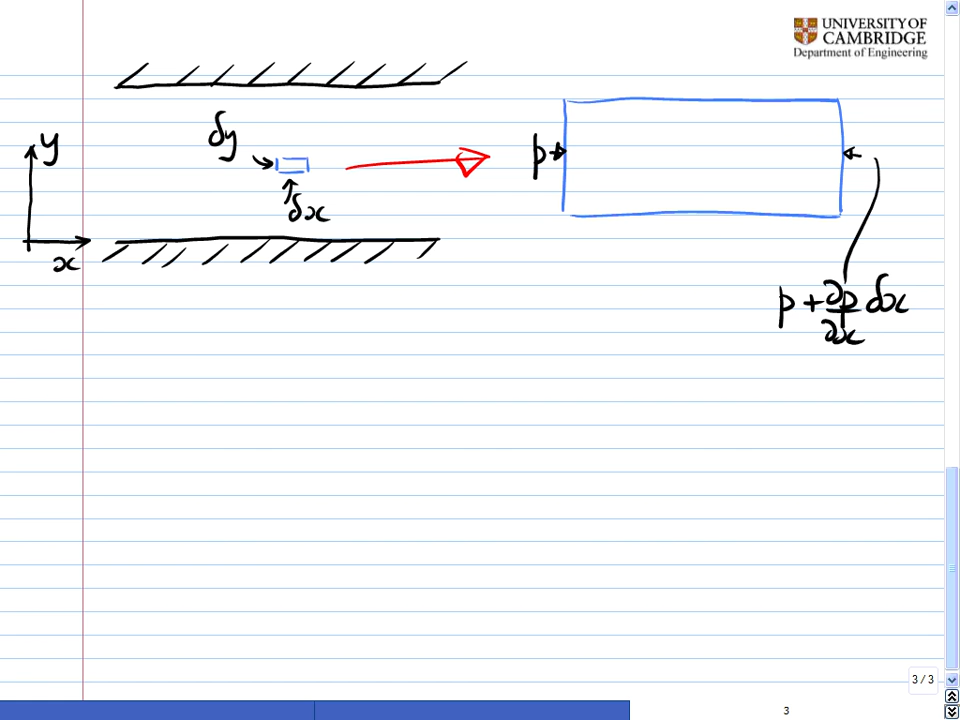 UNIVERSITY OF
CAMBRIDGE
Department of Engineering
y
δy
δx
x
p
p + ∂p/∂x δx
3 / 3
3